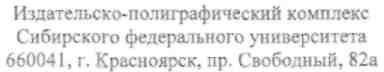 Издательско-полиграфический комплекс
Сибирского федерального университета
660041, г. Красноярск, пр. Свободный, 82а